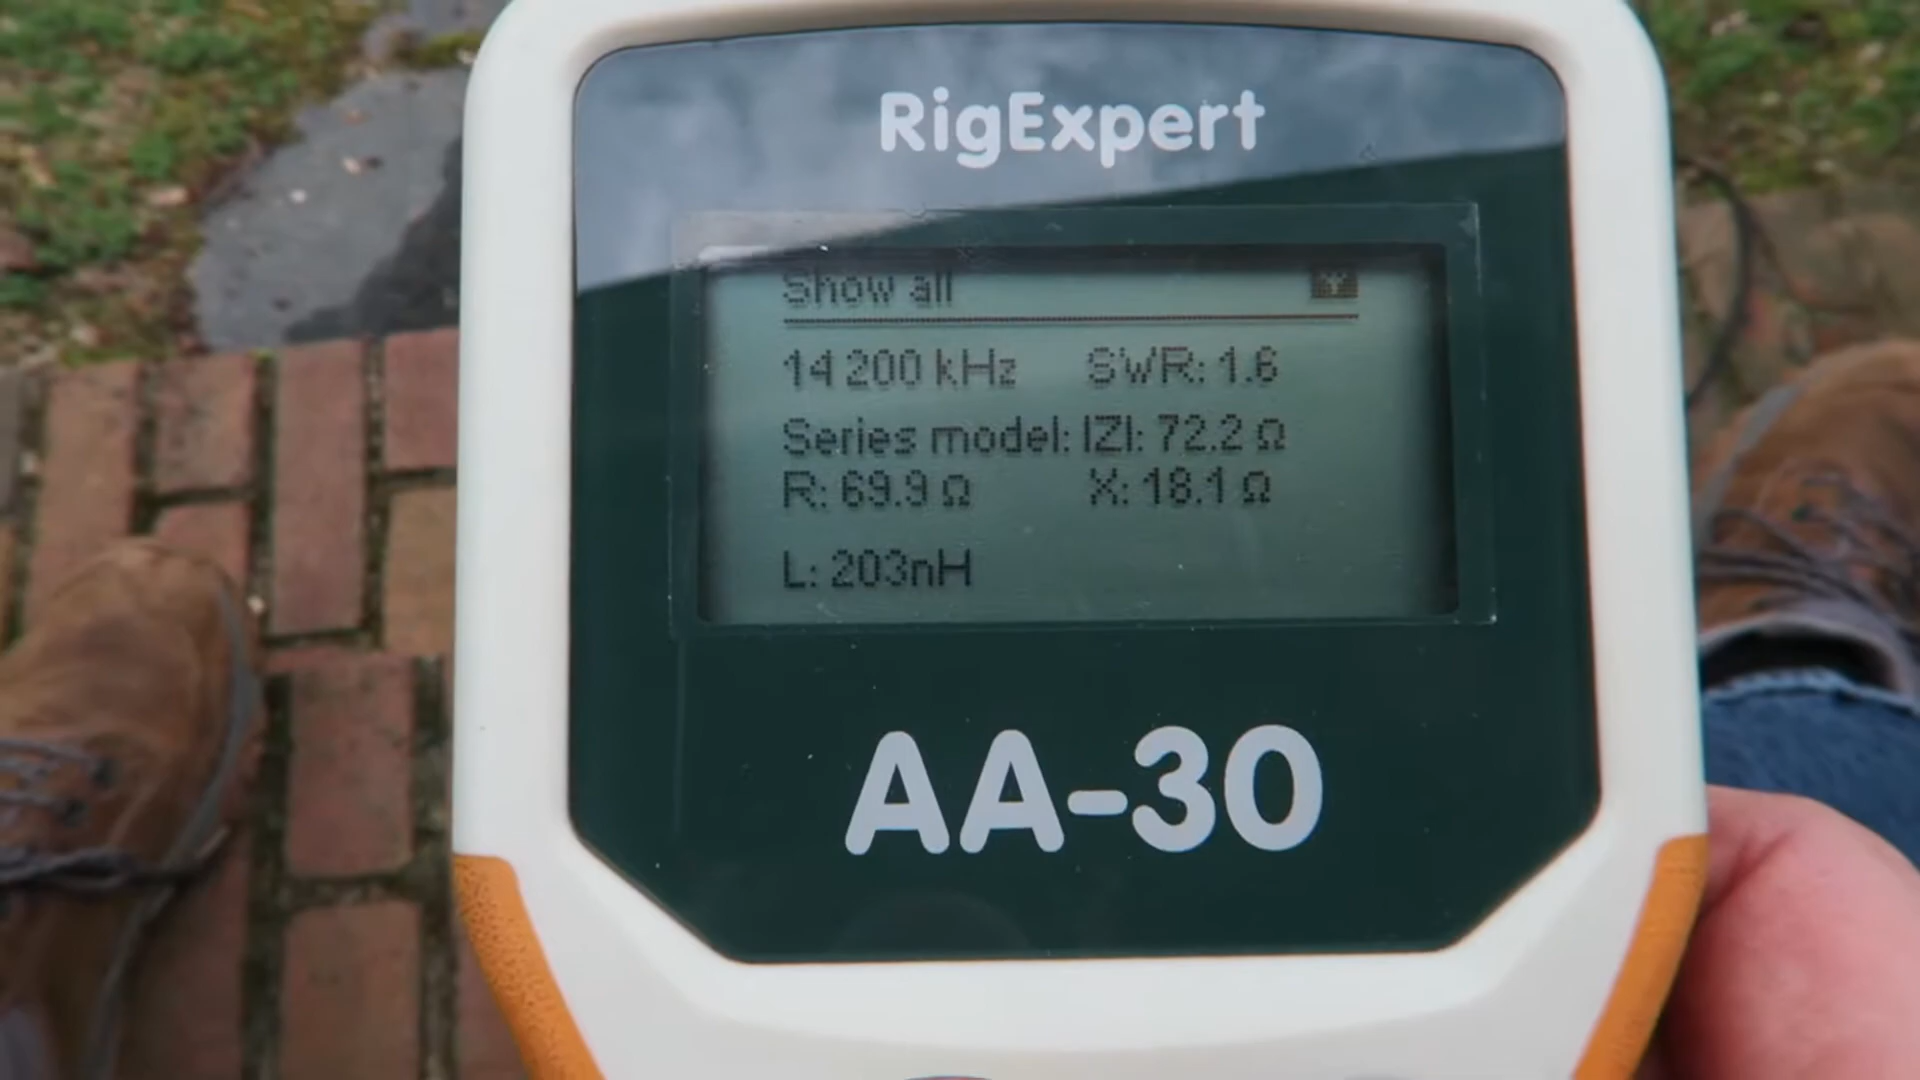 RigExpert
Show all
14 200 kHz SWR: 1.6
Series model: |Z|: 72.2 Ω
R: 69.9 Ω X: 18.1 Ω
L: 203nH
AA-30